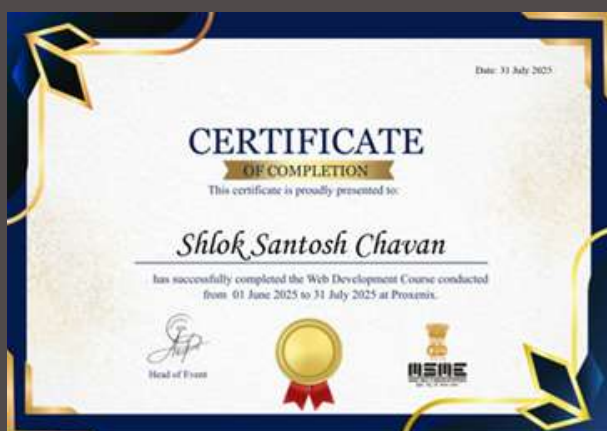 Date: 31 July 2025
CERTIFICATE
OF COMPLETION
This certificate is proudly presented to:
Shlok Santosh Chavan
has successfully completed the Web Development Course conducted
from 01 June 2025 to 31 July 2025 at Proxenix.
Head of Event
MSME